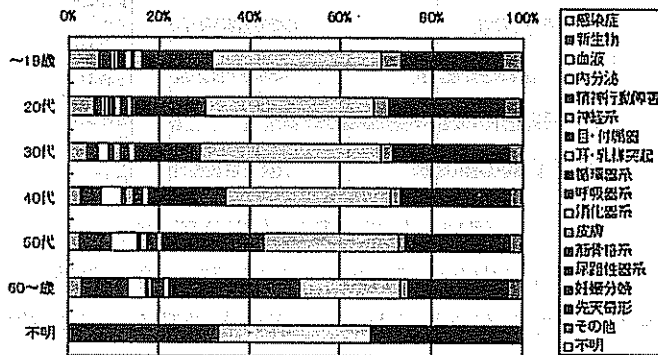 0% 20% 40% 60% 80% 100%
～19歳
20代
30代
40代
50代
60～歳
不明
□感染症
■新生物
□血液
□内分泌
■精神行動障害
□神経系
■目・付属器
□耳・乳様突起
■循環器系
■呼吸器系
□消化器系
□皮膚
■筋骨格系
■尿路性器系
■妊娠分娩
■先天奇形
■その他
□不明